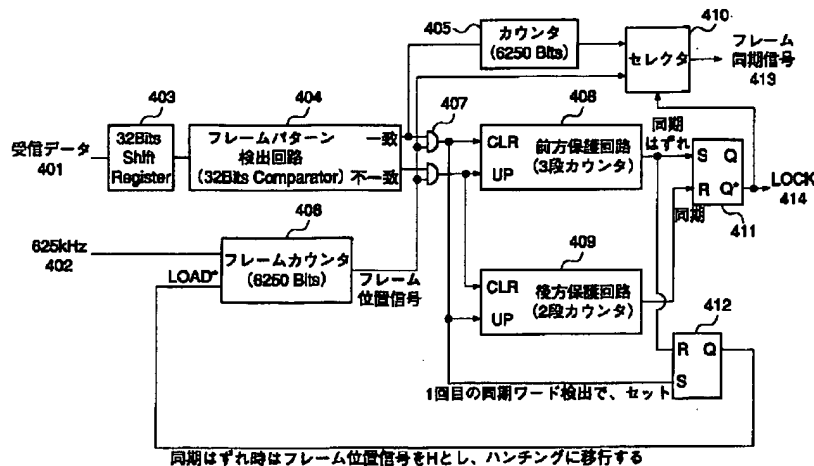 405
カウンタ
(6250 Bits)
410
セレクタ
フレーム
同期信号
413
403
32Bits
Shift
Register
404
フレームパターン
検出回路
(32Bits Comparator)
一致
不一致
407
408
CLR
UP
前方保護回路
(3段カウンタ)
同期
はずれ
受信データ
401
S Q
R Q*
411
LOCK
414
同期
406
625kHz
402
LOAD*
フレームカウンタ
(6250 Bits)
フレーム
位置信号
409
CLR
UP
後方保護回路
(2段カウンタ)
412
R Q
S
1回目の同期ワード検出で、セット
同期はずれ時はフレーム位置信号をHとし、ハンチングに移行する